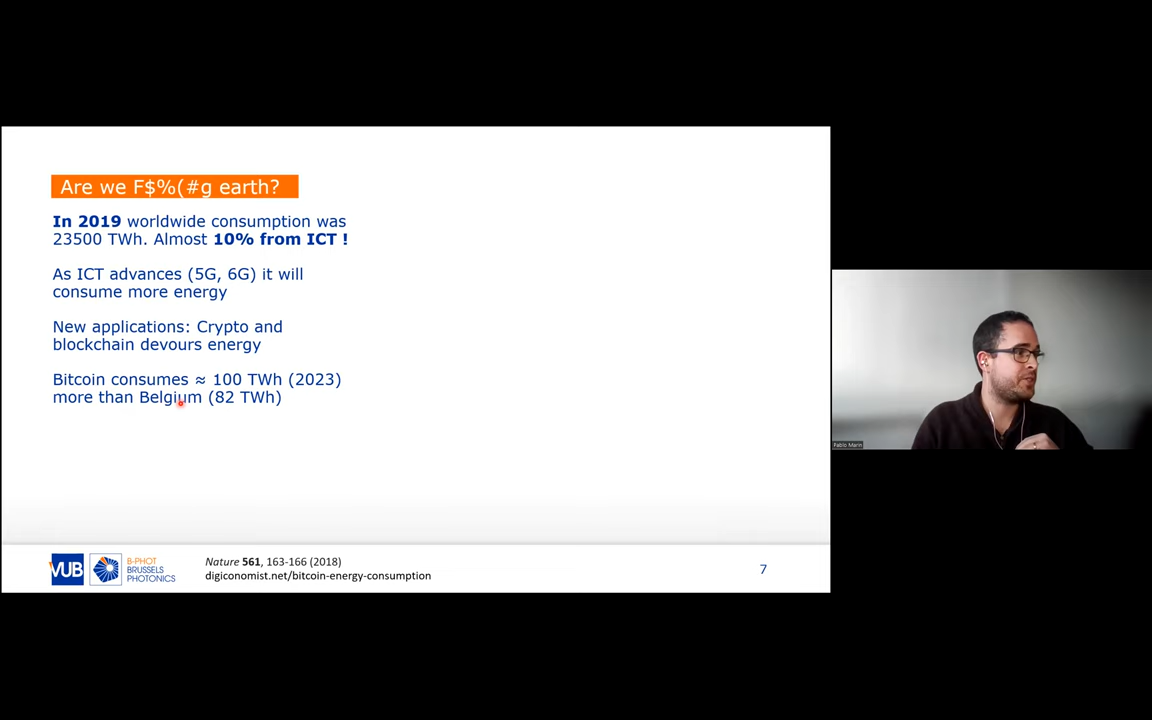 Are we F$%(#g earth?
In 2019 worldwide consumption was
23500 TWh. Almost 10% from ICT !
As ICT advances (5G, 6G) it will
consume more energy
New applications: Crypto and
blockchain devours energy
Bitcoin consumes ≈ 100 TWh (2023)
more than Belgium (82 TWh)
VUB
B-PHOT
BRUSSELS
PHOTONICS
Nature 561, 163-166 (2018)
digiconomist.net/bitcoin-energy-consumption
7
Pablo Marin